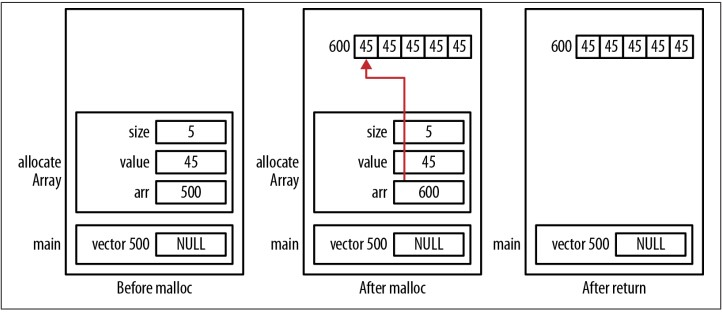 size 5
value 45
allocate
Array
arr 500
main vector 500 NULL
Before malloc
600 45 45 45 45 45
size 5
value 45
allocate
Array
arr 600
main vector 500 NULL
After malloc
600 45 45 45 45 45
main vector 500 NULL
After return